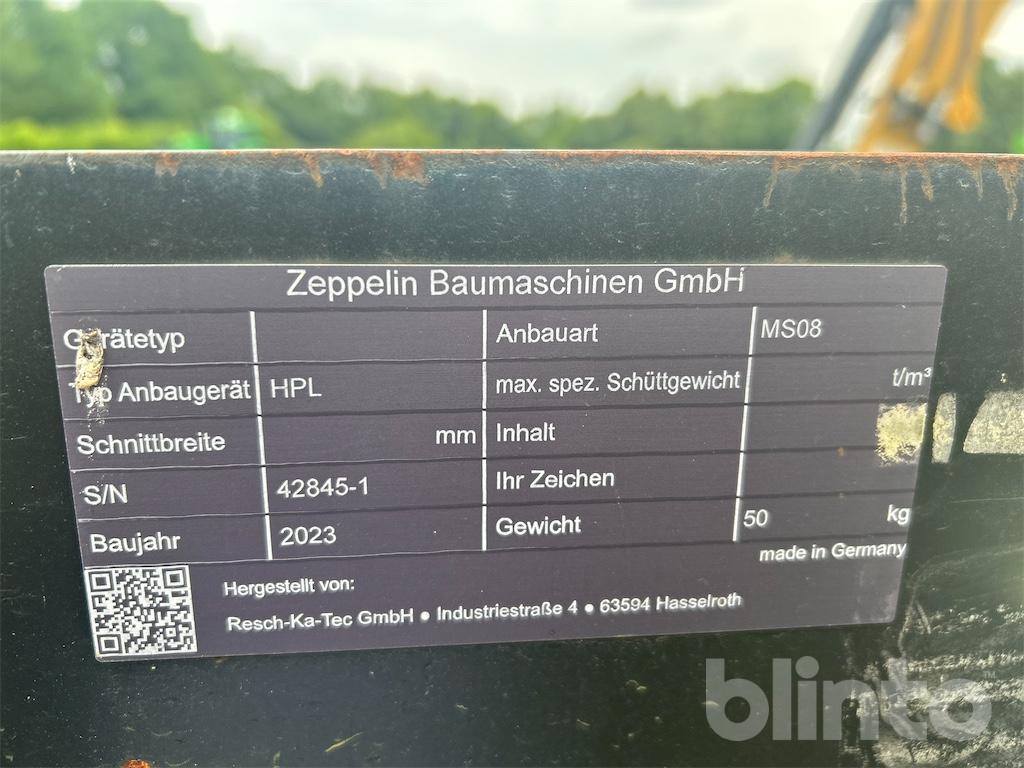 Zeppelin Baumaschinen GmbH
Gerätetyp Anbauart MS08
Typ Anbaugerät HPL max. spez. Schüttgewicht t/m³
Schnittbreite mm Inhalt
S/N 42845-1 Ihr Zeichen
Baujahr 2023 Gewicht 50 kg
made in Germany
Hergestellt von:
Resch-Ka-Tec GmbH ● Industriestraße 4 ● 63594 Hasselroth
blinto